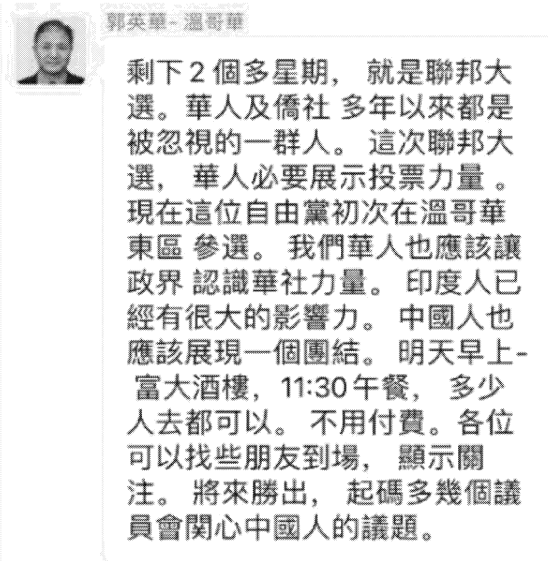 郭英華- 溫哥華
剩下2個多星期， 就是聯邦大
選。華人及僑社 多年以來都是
被忽視的一群人。 這次聯邦大
選， 華人必要展示投票力量 。
現在這位自由黨初次在溫哥華
東區 參選。 我們華人也應該讓
政界 認識華社力量。 印度人已
經有很大的影響力。 中國人也
應該展現一個團結。 明天早上-
富大酒樓，11:30午餐， 多少
人去都可以。 不用付費。各位
可以找些朋友到場， 顯示關
注。 將來勝出， 起碼多幾個議
員會関心中國人的議題。